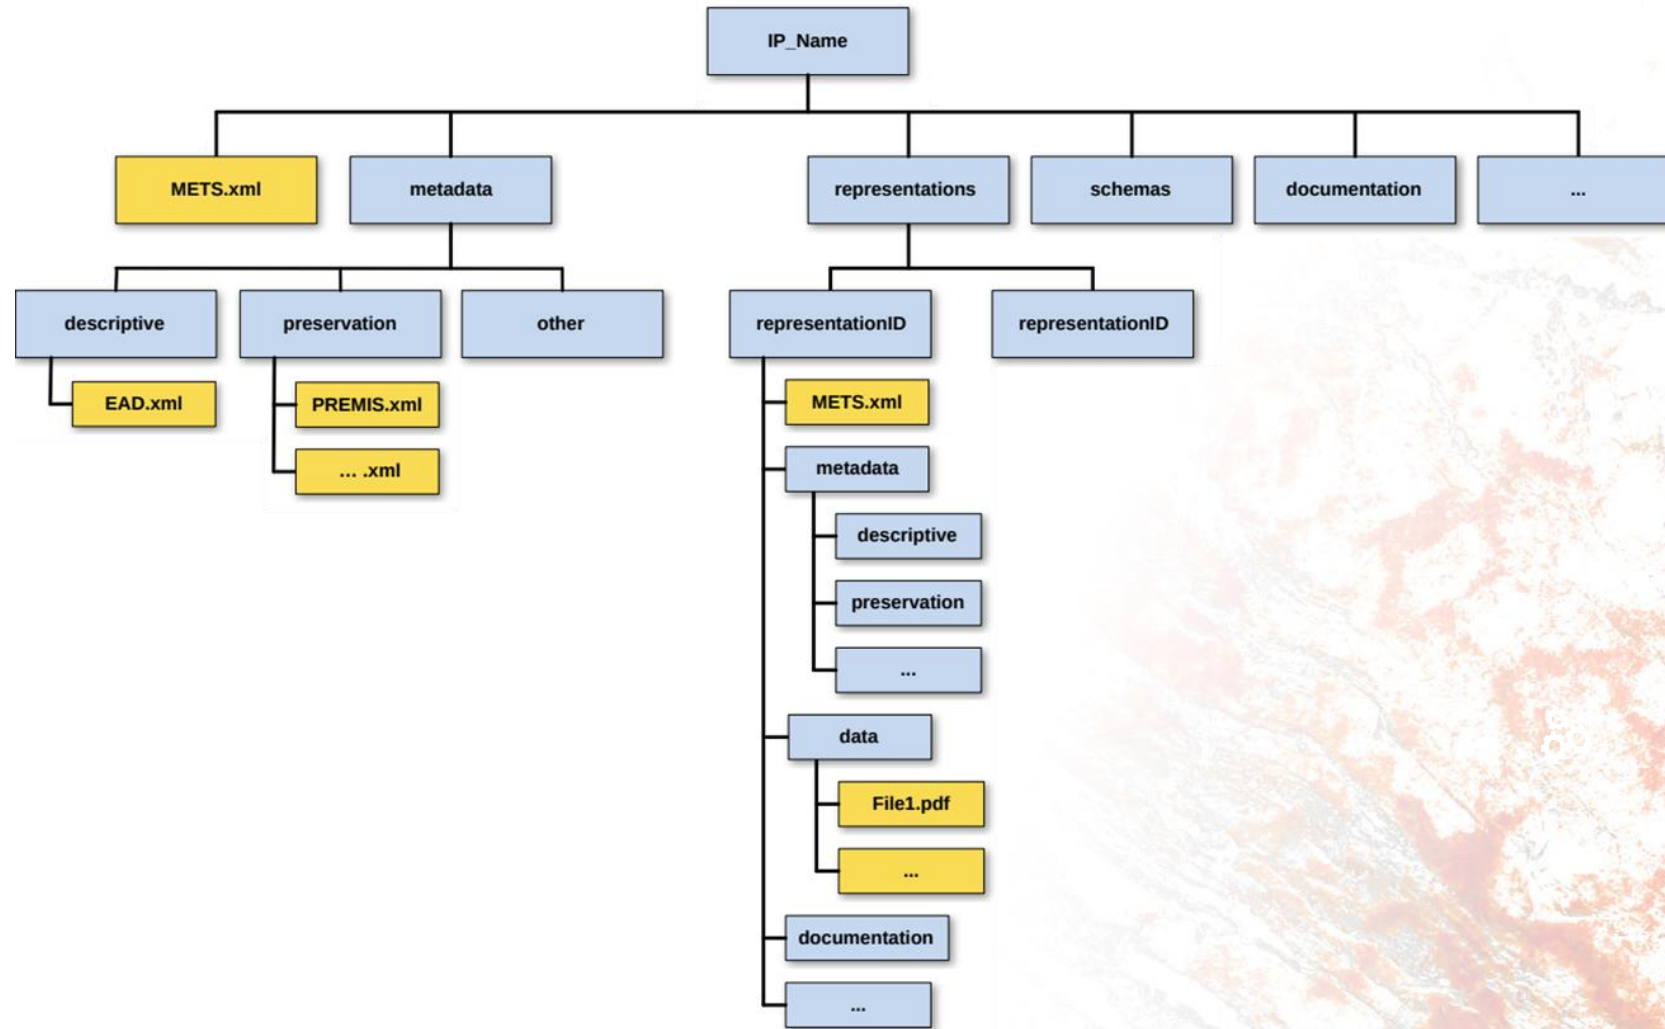 IP_Name
METS.xml
metadata
representations
schemas
documentation
...
descriptive
preservation
other
representationID
representationID
EAD.xml
PREMIS.xml
... .xml
METS.xml
metadata
descriptive
preservation
...
data
File1.pdf
...
documentation
...